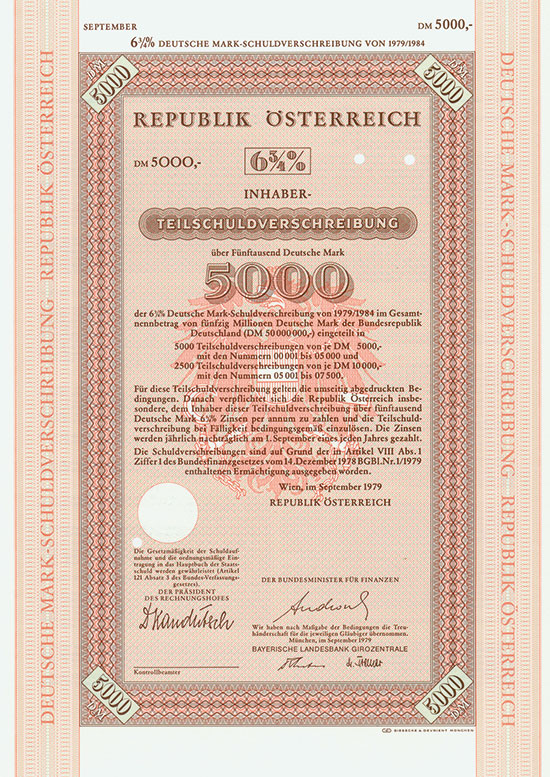 SEPTEMBER
DM 5000,-
6¾% DEUTSCHE MARK-SCHULDVERSCHREIBUNG VON 1979/1984
DM 5000
5000
REPUBLIK ÖSTERREICH
DM 5000,-
6¾%
INHABER-
TEILSCHULDVERSCHREIBUNG
über Fünftausend Deutsche Mark
5000
der 6¾% Deutsche Mark-Schuldverschreibung von 1979/1984 im Gesamt-
nennbetrag von fünfzig Millionen Deutsche Mark der Bundesrepublik
Deutschland (DM 50 000 000,-) eingeteilt in
5000 Teilschuldverschreibungen von je DM 5000,-
mit den Nummern 00 001 bis 05 000 und
2500 Teilschuldverschreibungen von je DM 10 000,-
mit den Nummern 05 001 bis 07 500,
Für diese Teilschuldverschreibung gelten die umseitig abgedruckten Be-
dingungen. Danach verpflichtet sich die Republik Österreich insbe-
sondere, dem Inhaber dieser Teilschuldverschreibung über fünftausend
Deutsche Mark 6¾% Zinsen per annum zu zahlen und die Teilschuld-
verschreibung bei Fälligkeit bedingungsgemäß einzulösen. Die Zinsen
werden jährlich nachträglich am 1. September eines jeden Jahres gezahlt.
Die Schuldverschreibungen sind auf Grund der in Artikel VIII Abs. 1
Ziffer 1 des Bundesfinanzgesetzes vom 14. Dezember 1978 BGBl. Nr. 1/1979
enthaltenen Ermächtigung ausgegeben worden.
Wien, im September 1979
REPUBLIK ÖSTERREICH
Die Gesetzmäßigkeit der Schuldauf-
nahme und die ordnungsmäßige Ein-
tragung in das Hauptbuch der Staats-
schuld werden gewährleistet (Artikel
121 Absatz 3 des Bundes-Verfassungs-
gesetzes).
DER PRÄSIDENT
DES RECHNUNGSHOFES
Kontrollbeamter
DER BUNDESMINISTER FÜR FINANZEN
Wir haben nach Maßgabe der Bedingungen die Treu-
händerschaft für die jeweiligen Gläubiger übernommen.
München, im September 1979
BAYERISCHE LANDESBANK GIROZENTRALE
5000
5000
GIESECKE & DEVRIENT MÜNCHEN
DEUTSCHE MARK-SCHULDVERSCHREIBUNG REPUBLIK ÖSTERREICH
DEUTSCHE MARK-SCHULDVERSCHREIBUNG REPUBLIK ÖSTERREICH